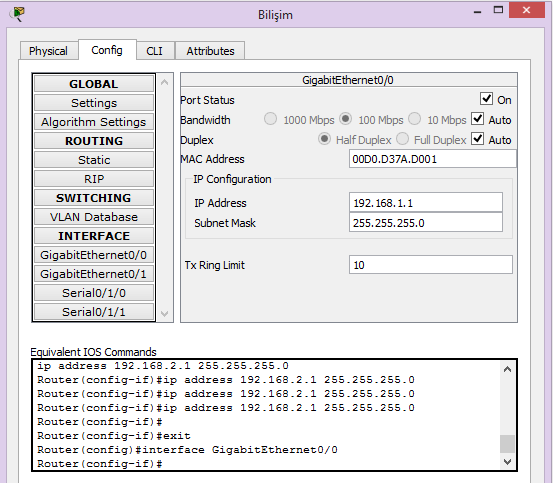 Bilişim
Physical Config CLI Attributes
GLOBAL
Settings
Algorithm Settings
ROUTING
Static
RIP
SWITCHING
VLAN Database
INTERFACE
GigabitEthernet0/0
GigabitEthernet0/1
Serial0/1/0
Serial0/1/1
GigabitEthernet0/0
Port Status On
Bandwidth 1000 Mbps 100 Mbps 10 Mbps Auto
Duplex Half Duplex Full Duplex Auto
MAC Address 00D0.D37A.D001
IP Configuration
IP Address 192.168.1.1
Subnet Mask 255.255.255.0
Tx Ring Limit 10
Equivalent IOS Commands
ip address 192.168.2.1 255.255.255.0
Router(config-if)#ip address 192.168.2.1 255.255.255.0
Router(config-if)#ip address 192.168.2.1 255.255.255.0
Router(config-if)#ip address 192.168.2.1 255.255.255.0
Router(config-if)#
Router(config-if)#exit
Router(config)#interface GigabitEthernet0/0
Router(config-if)#